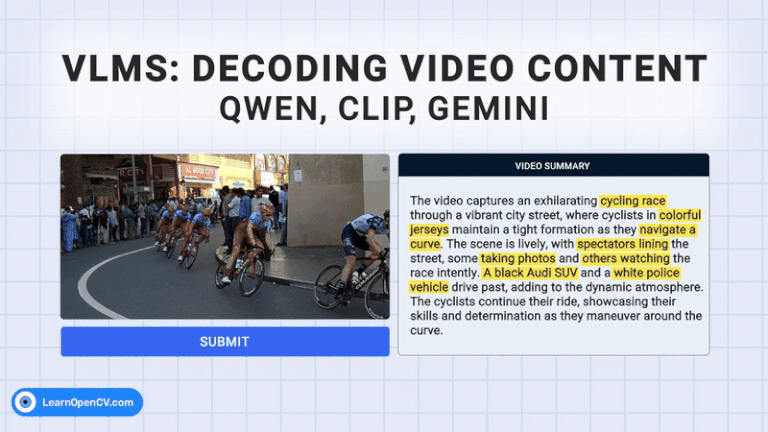 VLMS: DECODING VIDEO CONTENT
QWEN, CLIP, GEMINI
AL NOOR CITY
SUBMIT
VIDEO SUMMARY
The video captures an exhilarating cycling race
through a vibrant city street, where cyclists in colorful
jerseys maintain a tight formation as they navigate a
curve. The scene is lively, with spectators lining the
street, some taking photos and others watching the
race intently. A black Audi SUV and a white police
vehicle drive past, adding to the dynamic atmosphere.
The cyclists continue their ride, showcasing their
skills and determination as they maneuver around the
curve.
LearnOpenCV.com